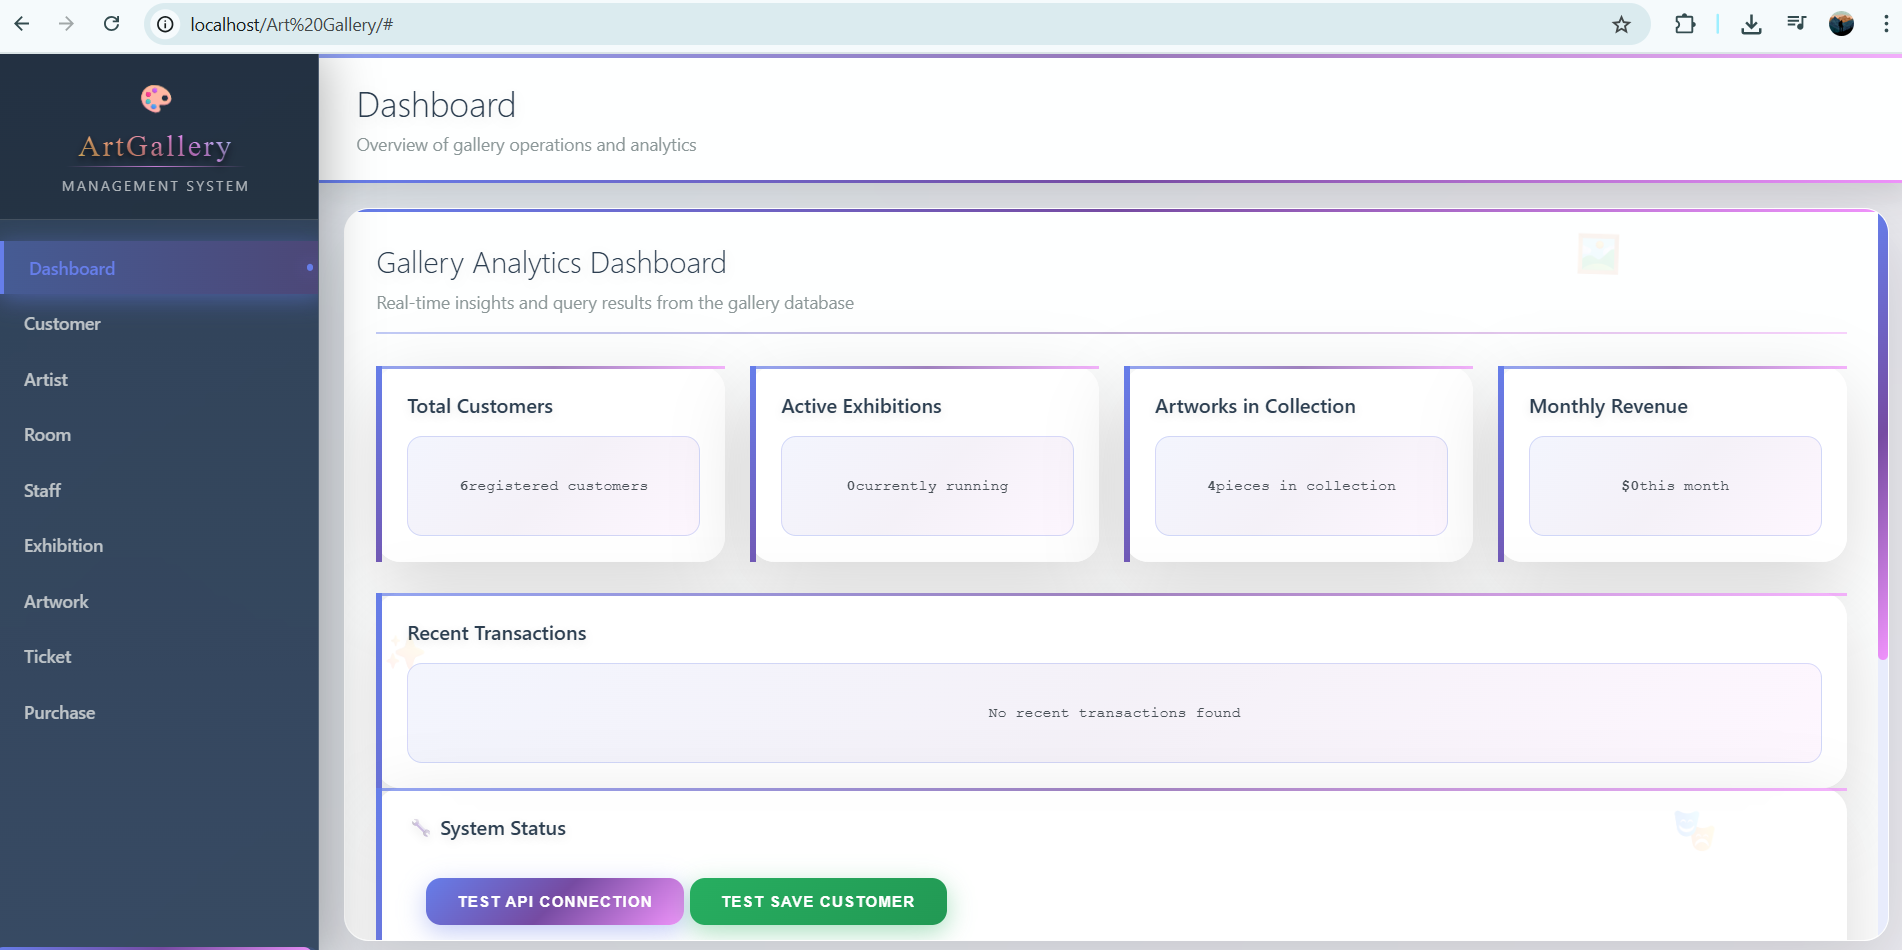 localhost/Art%20Gallery/#
ArtGallery
MANAGEMENT SYSTEM
Dashboard
Customer
Artist
Room
Staff
Exhibition
Artwork
Ticket
Purchase
Dashboard
Overview of gallery operations and analytics
Gallery Analytics Dashboard
Real-time insights and query results from the gallery database
Total Customers
6registered customers
Active Exhibitions
0currently running
Artworks in Collection
4pieces in collection
Monthly Revenue
$0this month
Recent Transactions
No recent transactions found
System Status
TEST API CONNECTION
TEST SAVE CUSTOMER